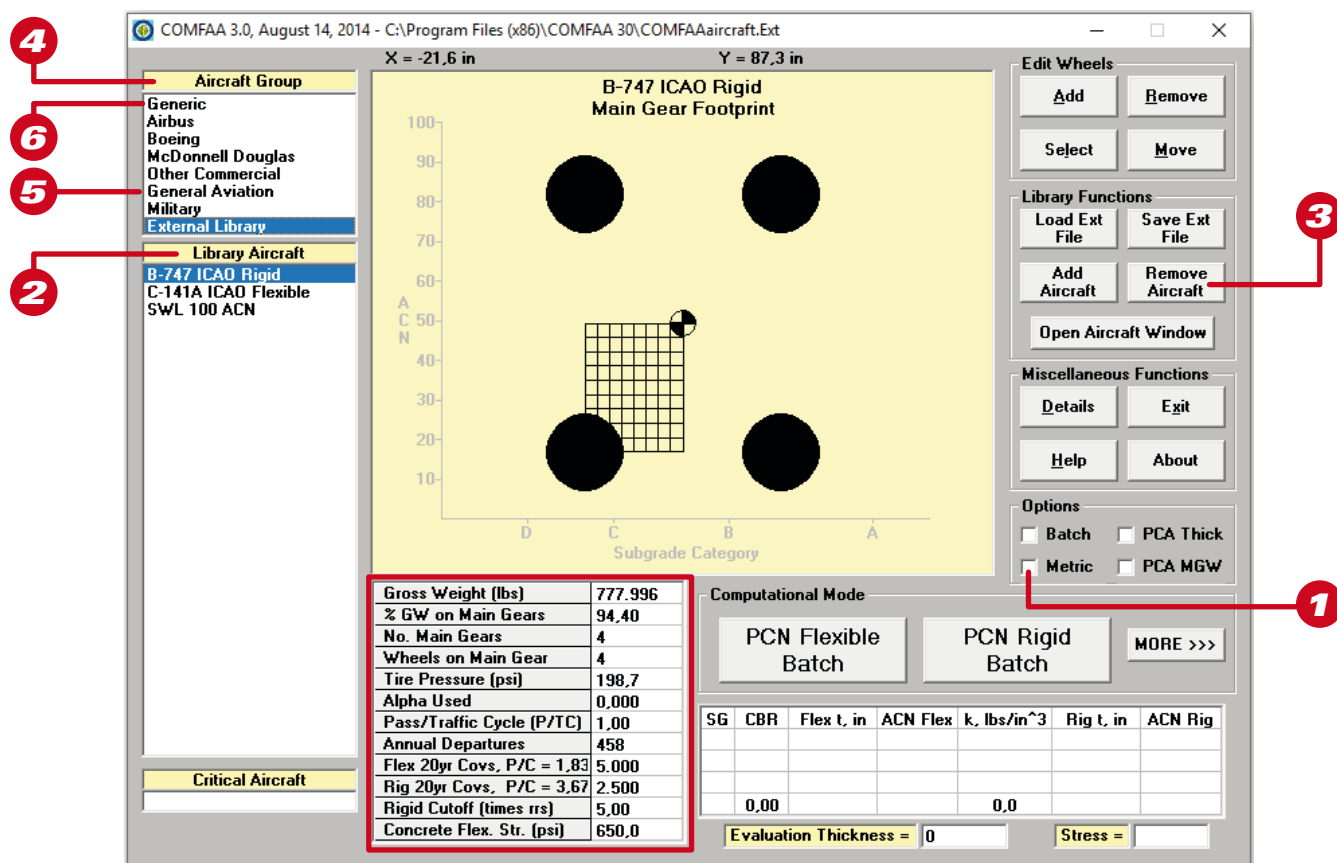 COMFAA 3.0, August 14, 2014 - C:\Program Files (x86)\COMFAA 30\COMFAAaircraft.Ext
X = -21,6 in
Y = 87,3 in
4
Aircraft Group
6
Generic
Airbus
Boeing
McDonnell Douglas
Other Commercial
5
General Aviation
Military
External Library
2
Library Aircraft
B-747 ICAO Rigid
C-141A ICAO Flexible
SWL 100 ACN
Critical Aircraft
B-747 ICAO Rigid
Main Gear Footprint
100
90
80
70
60
50
40
30
20
10
A
C
N
D
C
B
A
Subgrade Category
Edit Wheels
Add
Remove
Select
Move
Library Functions
Load Ext
File
Save Ext
File
3
Add
Aircraft
Remove
Aircraft
Open Aircraft Window
Miscellaneous Functions
Details
Exit
Help
About
Options
Batch
PCA Thick
Metric
PCA MGW
1
Gross Weight (lbs) 777.996
% GW on Main Gears 94,40
No. Main Gears 4
Wheels on Main Gear 4
Tire Pressure (psi) 198,7
Alpha Used 0,000
Pass/Traffic Cycle (P/TC) 1,00
Annual Departures 458
Flex 20yr Covs, P/C = 1,83 5.000
Rig 20yr Covs, P/C = 3,67 2.500
Rigid Cutoff (times rrs) 5,00
Concrete Flex. Str. (psi) 650,0
Computational Mode
PCN Flexible
Batch
PCN Rigid
Batch
MORE >>>
SG CBR Flex t, in ACN Flex k, lbs/in^3 Rig t, in ACN Rig
0,00 0,0
Evaluation Thickness = 0
Stress =